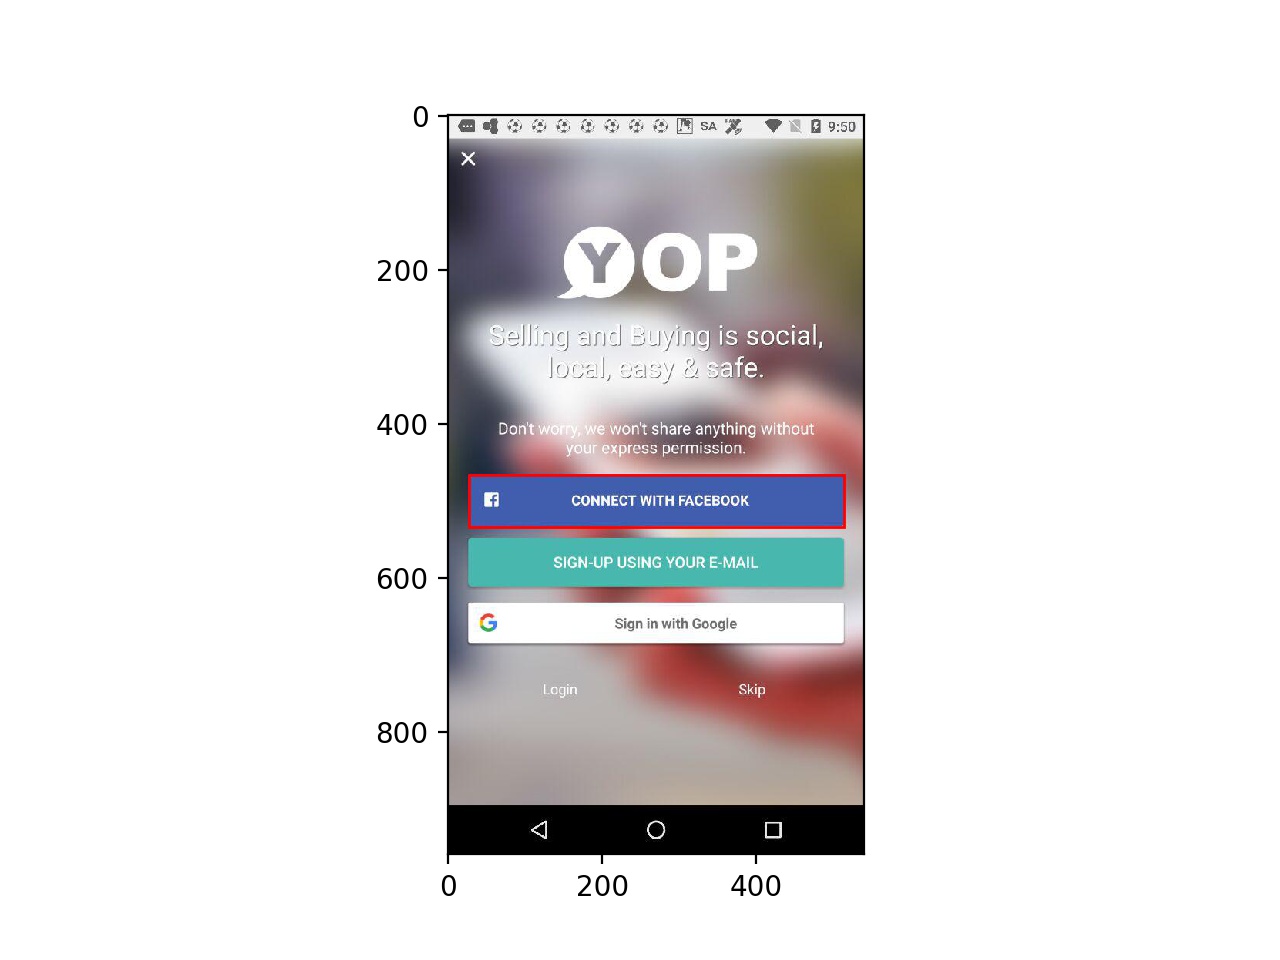 0
SA
9:50
YOP
200
Selling and Buying is social,
local, easy & safe.
400
Don't worry, we won't share anything without
your express permission.
CONNECT WITH FACEBOOK
SIGN-UP USING YOUR E-MAIL
600
Sign in with Google
Login
Skip
800
0
200
400